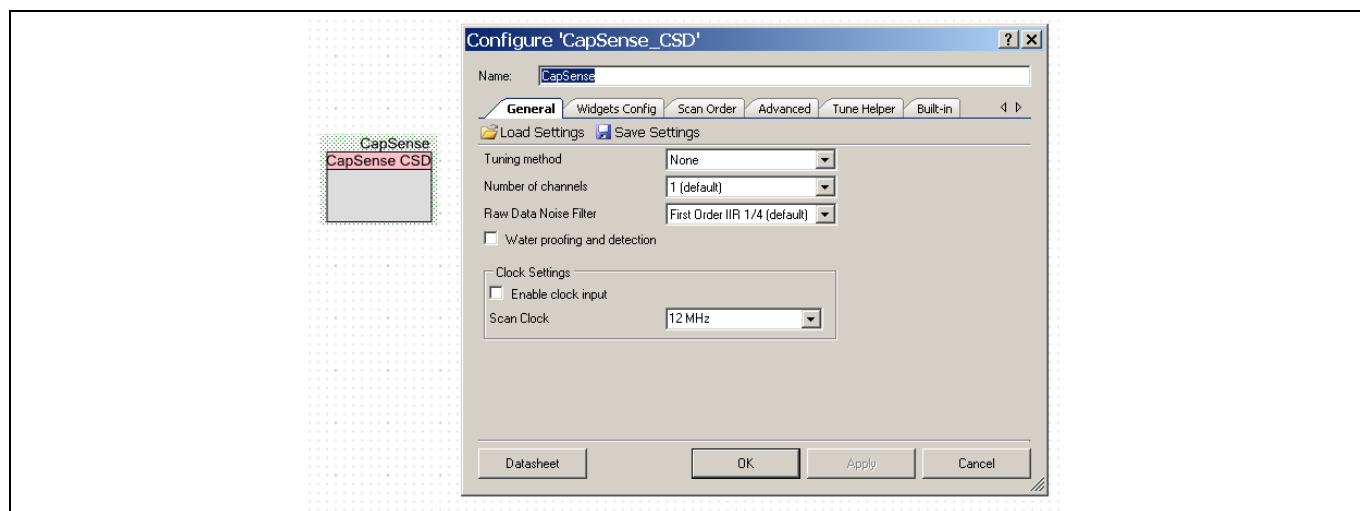 Configure 'CapSense_CSD'
Name: CapSense
General Widgets Config Scan Order Advanced Tune Helper Built-in
Load Settings Save Settings
CapSense
CapSense CSD
Tuning method None
Number of channels 1 (default)
Raw Data Noise Filter First Order IIR 1/4 (default)
Water proofing and detection
Clock Settings
Enable clock input
Scan Clock 12 MHz
Datasheet OK Apply Cancel